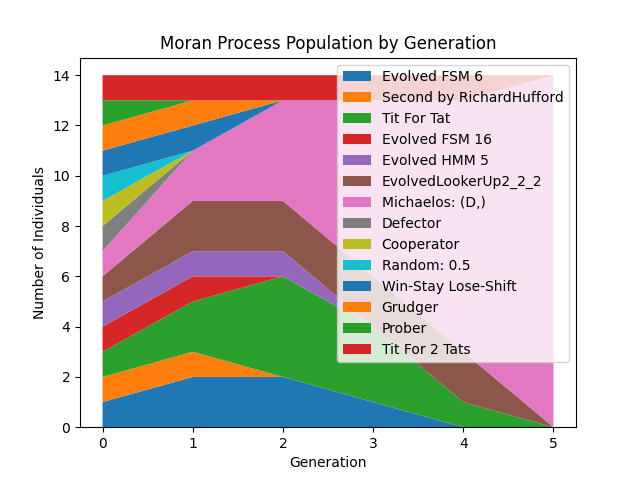 Moran Process Population by Generation
Number of Individuals
14
12
10
8
6
4
2
0
Evolved FSM 6
Second by RichardHufford
Tit For Tat
Evolved FSM 16
Evolved HMM 5
EvolvedLookerUp2_2_2
Michaelos: (D,)
Defector
Cooperator
Random: 0.5
Win-Stay Lose-Shift
Grudger
Prober
Tit For 2 Tats
0 1 2 3 4 5
Generation